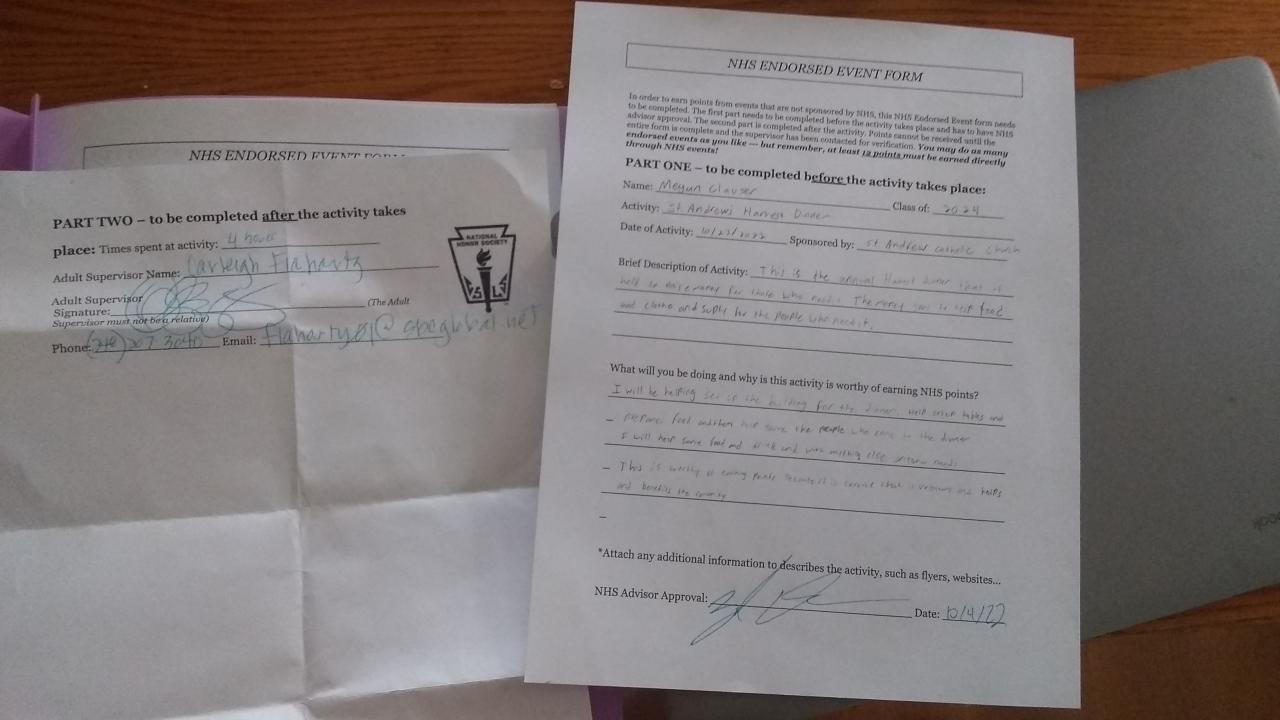 NHS ENDORSED EVENT FORM
PART TWO – to be completed after the activity takes
place: Times spent at activity: 4 hours
Adult Supervisor Name: Carleigh Flaharty
Adult Supervisor
Signature: (The Adult
Supervisor must not be a relative)
Phone: Email: Flaharty01@sbcglobal.net
NATIONAL
HONOR SOCIETY
NHS ENDORSED EVENT FORM
In order to earn points from events that are not sponsored by NHS, this NHS Endorsed Event form needs
to be completed. The first part needs to be completed before the activity takes place and has to have NHS
advisor approval. The second part is completed after the activity. Points cannot be received until the
entire form is complete and the supervisor has been contacted for verification. You may do as many
endorsed events as you like — but remember, at least 12 points must be earned directly
through NHS events!
PART ONE – to be completed before the activity takes place:
Name: Megan Clauser Class of: 2024
Activity: St. Andrews Harvest Dinner
Date of Activity: 10/23/2022 Sponsored by: St Andrew catholic church
Brief Description of Activity: This is the annual Harvest dinner that is
held to raise money for those who need it. The money goes to help food
and clothe and supply for the people who need it.
What will you be doing and why is this activity is worthy of earning NHS points?
I will be helping set up the building for the dinner, help setup tables and
– prepare food and then help serve the people who come to the dinner
I will help serve food and drink and with anything else needs
– This is worthy of earning points because it is service that is and helps
and benefits the community
–
*Attach any additional information to describes the activity, such as flyers, websites...
NHS Advisor Approval: Date: 10/4/22